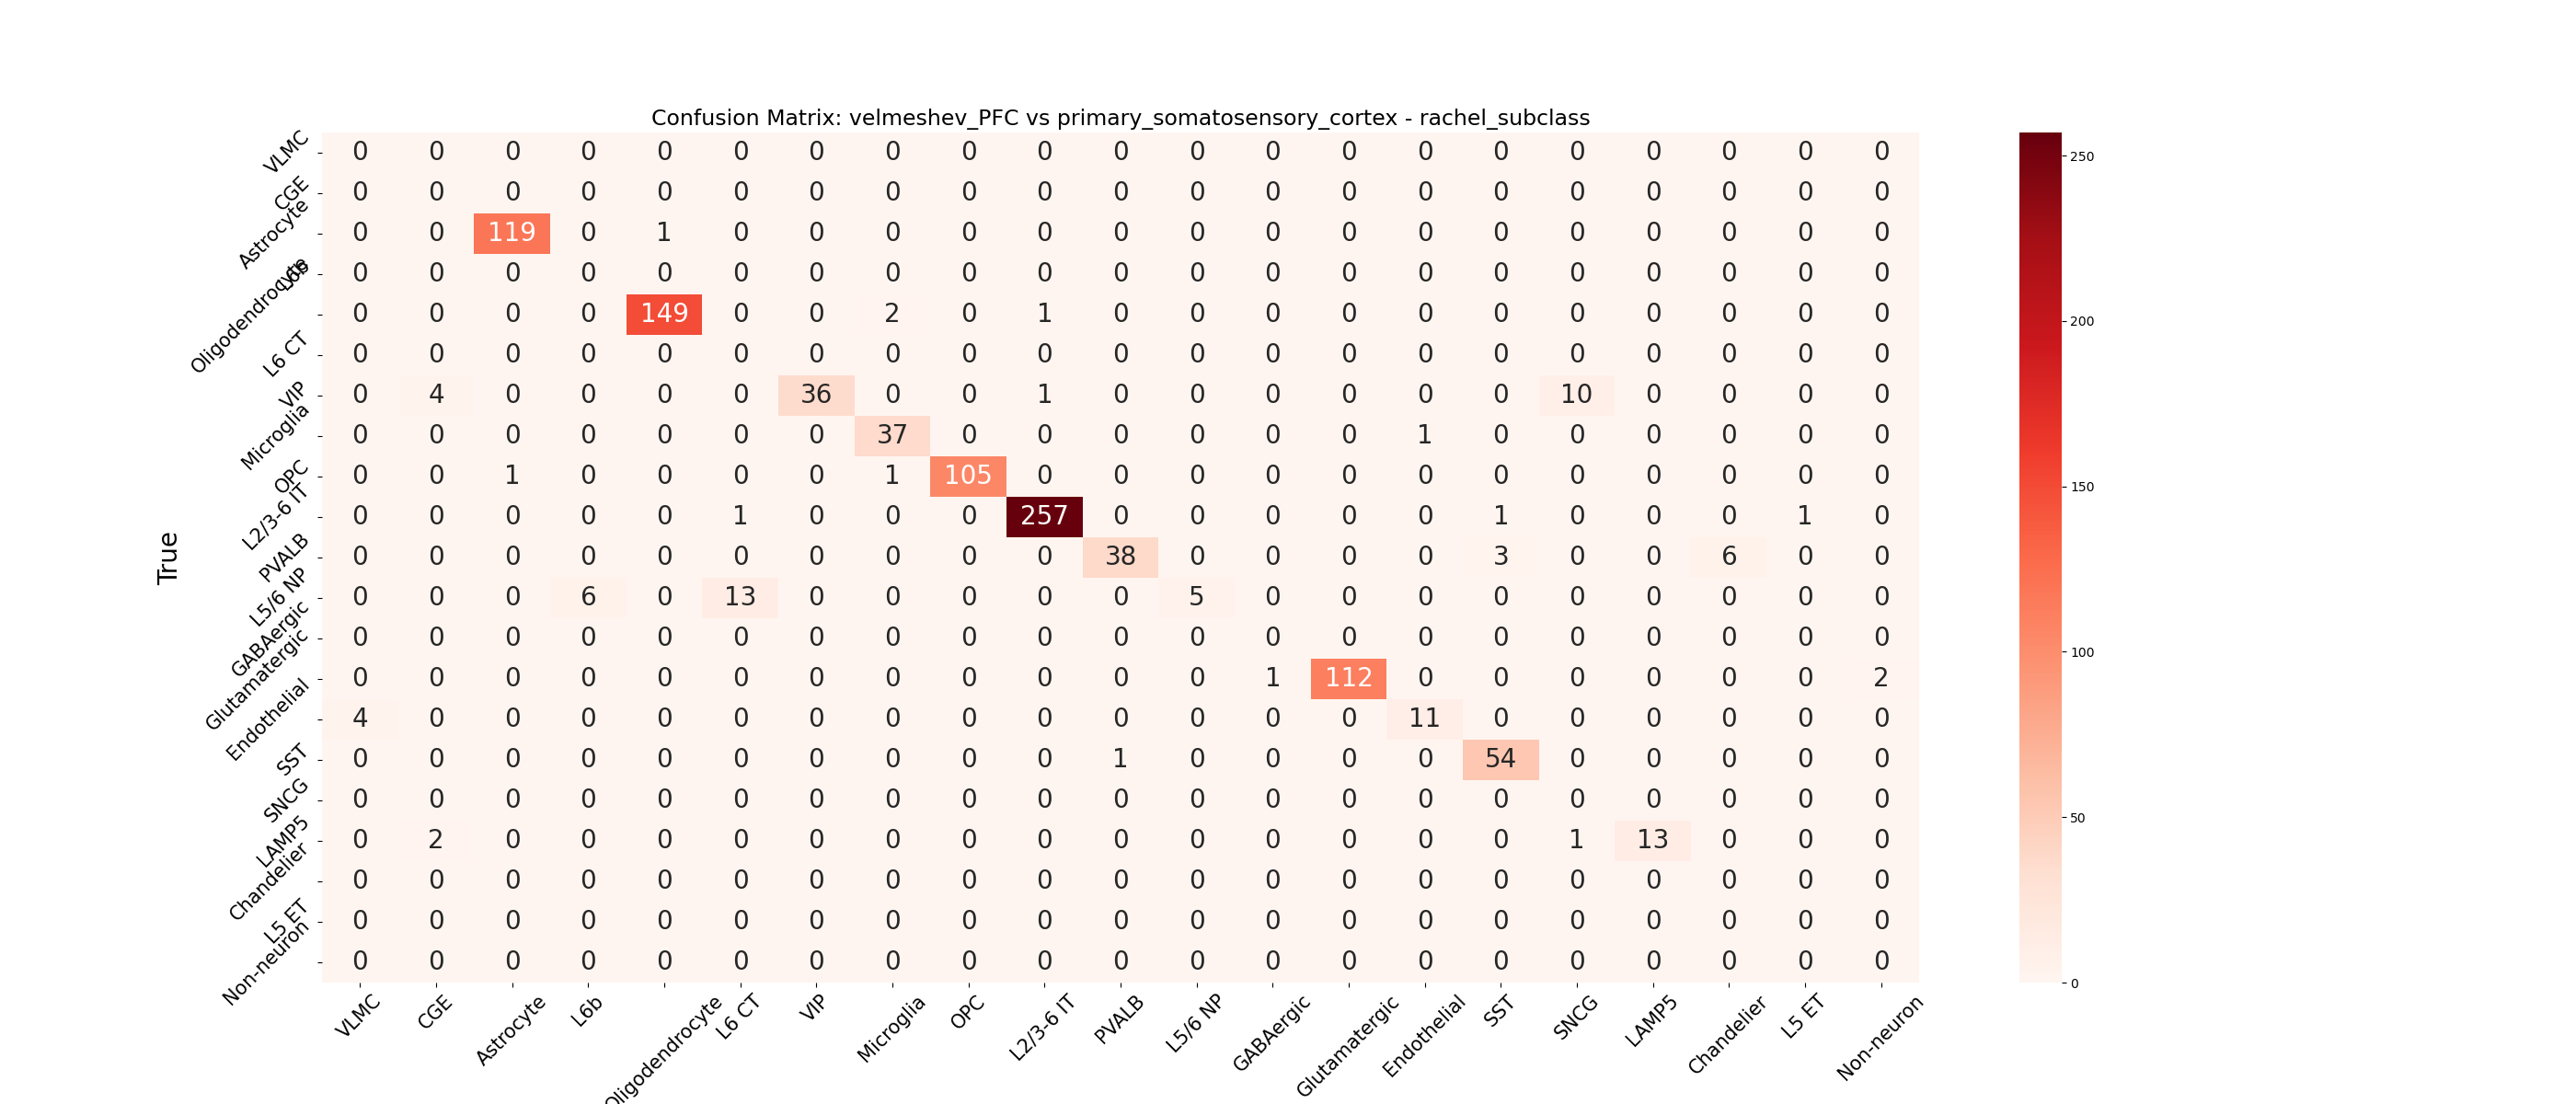 Confusion Matrix: velmeshev_PFC vs primary_somatosensory_cortex - rachel_subclass
VLMC 0 0 0 0 0 0 0 0 0 0 0 0 0 0 0 0 0 0 0 0 0
CGE 0 0 0 0 0 0 0 0 0 0 0 0 0 0 0 0 0 0 0 0 0
Astrocyte 0 0 119 0 1 0 0 0 0 0 0 0 0 0 0 0 0 0 0 0 0
L6b 0 0 0 0 0 0 0 0 0 0 0 0 0 0 0 0 0 0 0 0 0
Oligodendrocyte 0 0 0 0 149 0 0 2 0 1 0 0 0 0 0 0 0 0 0 0 0
L6 CT 0 0 0 0 0 0 0 0 0 0 0 0 0 0 0 0 0 0 0 0 0
VIP 0 4 0 0 0 0 36 0 0 1 0 0 0 0 0 0 10 0 0 0 0
Microglia 0 0 0 0 0 0 0 37 0 0 0 0 0 0 1 0 0 0 0 0 0
OPC 0 0 1 0 0 0 0 1 105 0 0 0 0 0 0 0 0 0 0 0 0
L2/3-6 IT 0 0 0 0 0 1 0 0 0 257 0 0 0 0 0 1 0 0 0 1 0
PVALB 0 0 0 0 0 0 0 0 0 0 38 0 0 0 0 3 0 0 6 0 0
L5/6 NP 0 0 0 6 0 13 0 0 0 0 0 5 0 0 0 0 0 0 0 0 0
GABAergic 0 0 0 0 0 0 0 0 0 0 0 0 0 0 0 0 0 0 0 0 0
Glutamatergic 0 0 0 0 0 0 0 0 0 0 0 0 1 112 0 0 0 0 0 0 2
Endothelial 4 0 0 0 0 0 0 0 0 0 0 0 0 0 11 0 0 0 0 0 0
SST 0 0 0 0 0 0 0 0 0 0 1 0 0 0 0 54 0 0 0 0 0
SNCG 0 0 0 0 0 0 0 0 0 0 0 0 0 0 0 0 0 0 0 0 0
LAMP5 0 2 0 0 0 0 0 0 0 0 0 0 0 0 0 0 1 13 0 0 0
Chandelier 0 0 0 0 0 0 0 0 0 0 0 0 0 0 0 0 0 0 0 0 0
L5 ET 0 0 0 0 0 0 0 0 0 0 0 0 0 0 0 0 0 0 0 0 0
Non-neuron 0 0 0 0 0 0 0 0 0 0 0 0 0 0 0 0 0 0 0 0 0
True
VLMC CGE Astrocyte L6b Oligodendrocyte L6 CT VIP Microglia OPC L2/3-6 IT PVALB L5/6 NP GABAergic Glutamatergic Endothelial SST SNCG LAMP5 Chandelier L5 ET Non-neuron
250
200
150
100
50
0